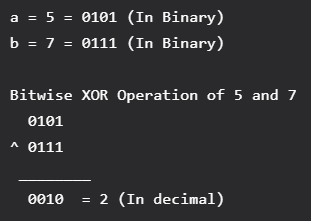 a = 5 = 0101 (In Binary)
b = 7 = 0111 (In Binary)
Bitwise XOR Operation of 5 and 7
0101
^ 0111
________
0010 = 2 (In decimal)